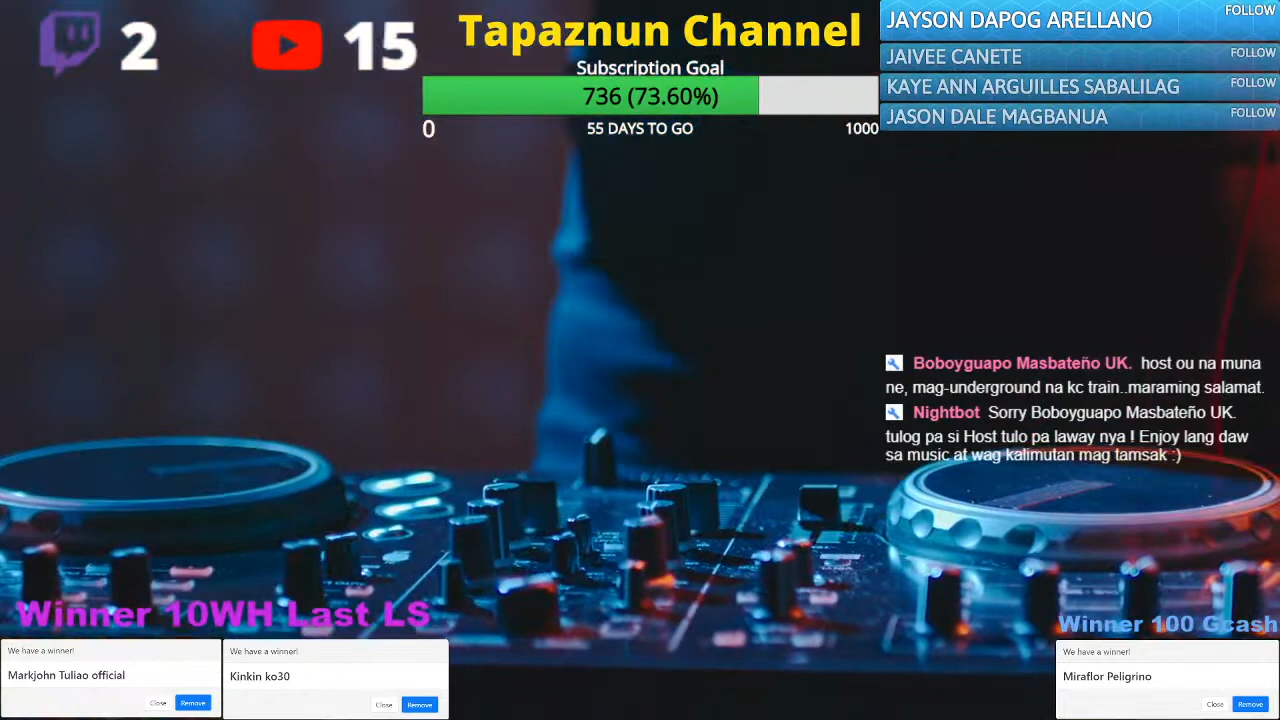 2
15
Tapaznun Channel
Subscription Goal
736 (73.60%)
0
55 DAYS TO GO
1000
JAYSON DAPOG ARELLANO
FOLLOW
JAIVEE CANETE
FOLLOW
KAYE ANN ARGUILLES SABALILAG
FOLLOW
JASON DALE MAGBANUA
FOLLOW
Boboyguapo Masbateño UK. host ou na muna
ne, mag-underground na kc train..maraming salamat.
Nightbot Sorry Boboyguapo Masbateño UK.
tulog pa si Host tulo pa laway nya ! Enjoy lang daw
sa music at wag kalimutan mag tamsak :)
Winner 10WH Last LS
We have a winner!
Markjohn Tuliao official
Close Remove
We have a winner!
Kinkin ko30
Close Remove
Winner 100 Gcash
We have a winner!
Miraflor Peligrino
Close Remove